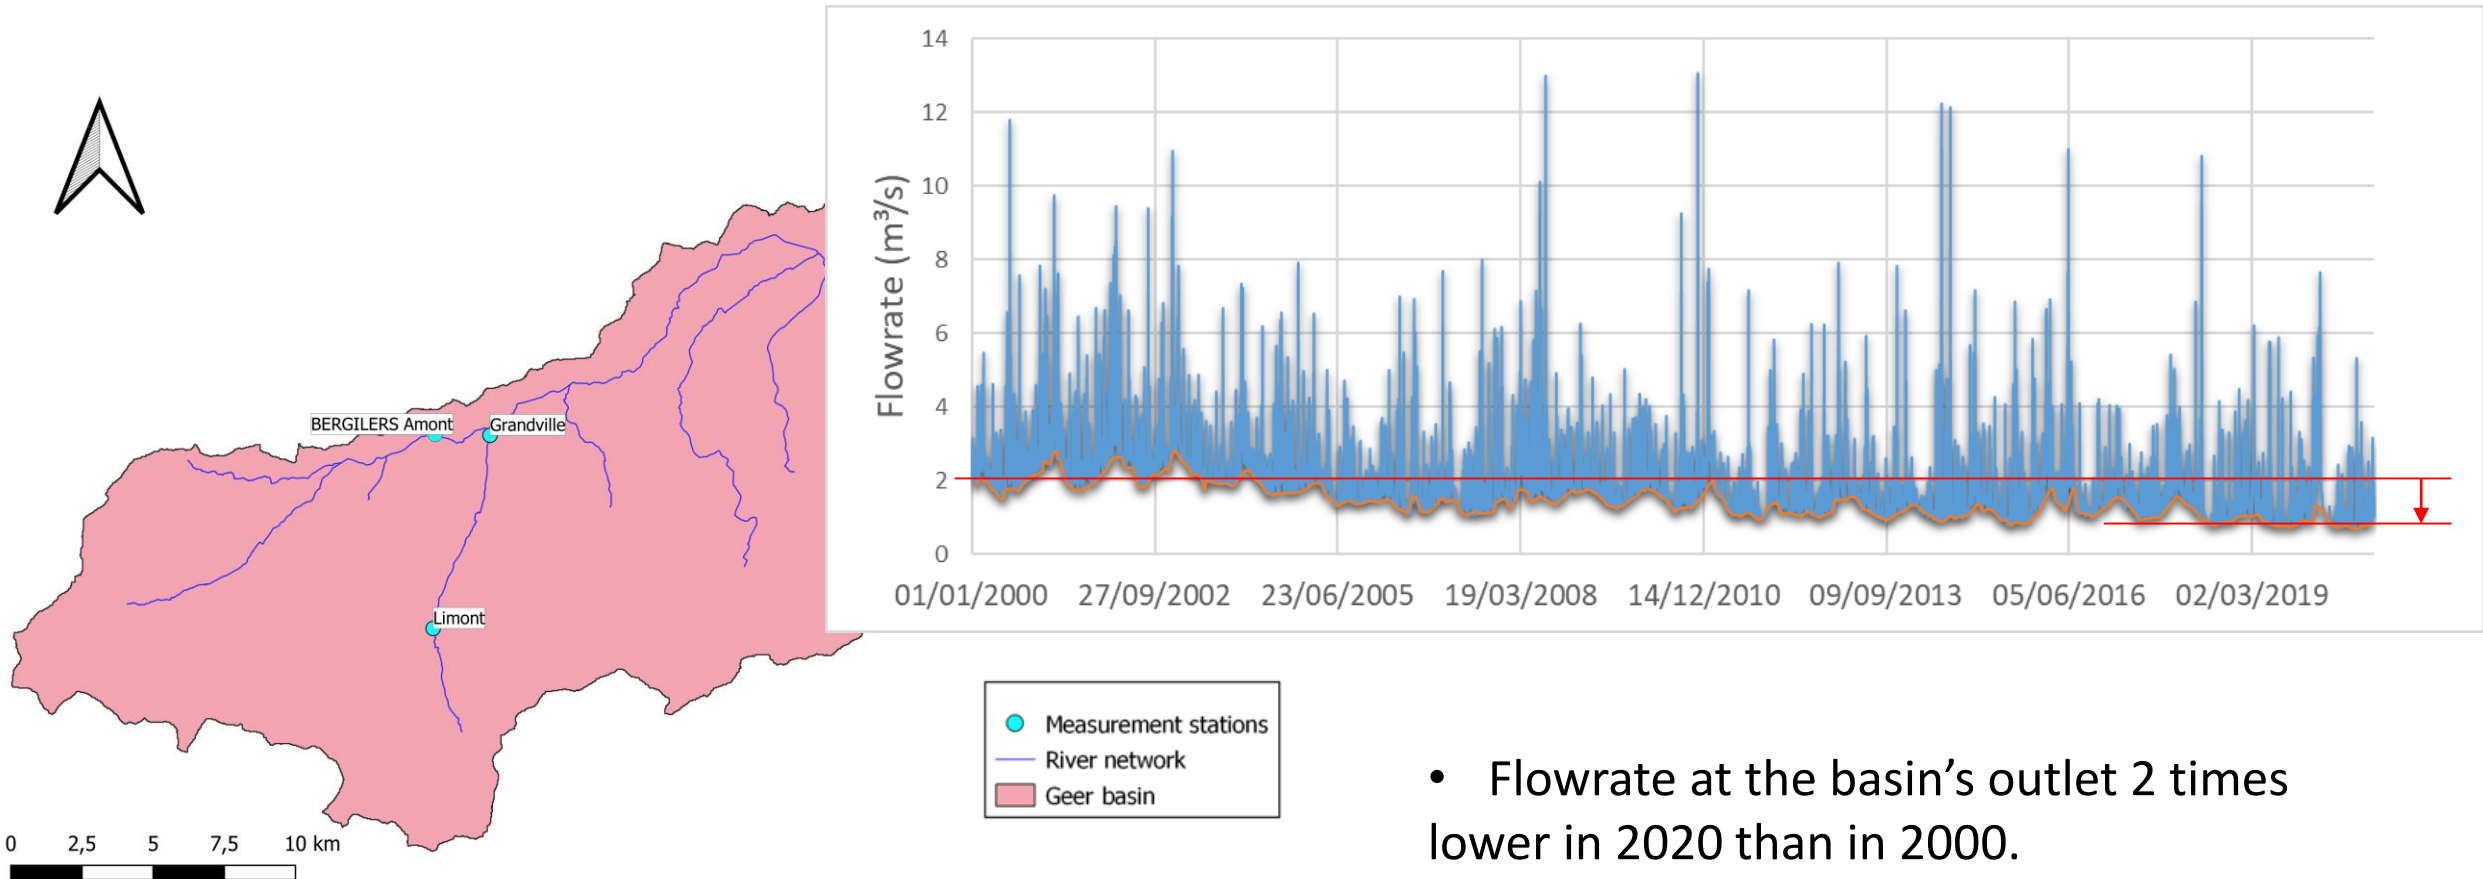 14
12
10
8
6
4
2
0
Flowrate (m³/s)
01/01/2000 27/09/2002 23/06/2005 19/03/2008 14/12/2010 09/09/2013 05/06/2016 02/03/2019
BERGILERS Amont
Grandville
Limont
Measurement stations
River network
Geer basin
0 2,5 5 7,5 10 km
• Flowrate at the basin’s outlet 2 times
lower in 2020 than in 2000.